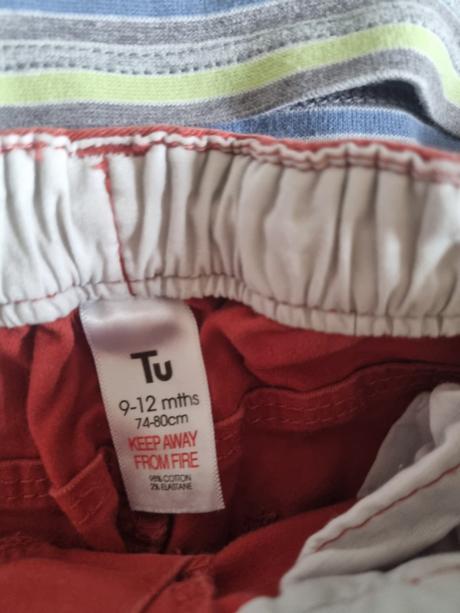 Tu
9-12 mths
74-80cm
KEEP AWAY
FROM FIRE
98% COTTON
2% ELASTANE